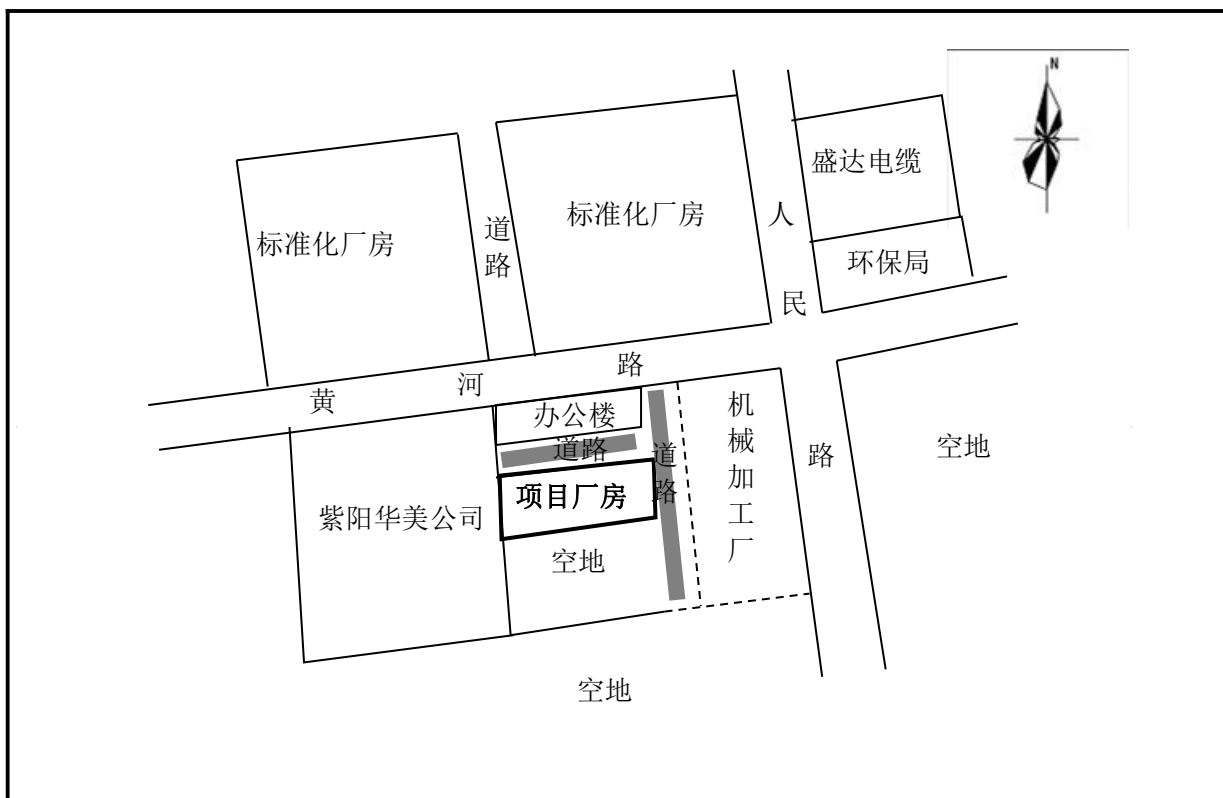 N
盛达电缆
标准化厂房
标准化厂房
道路
人民路
环保局
黄河路
办公楼
道路
道路
机械加工厂
空地
项目厂房
紫阳华美公司
空地
空地